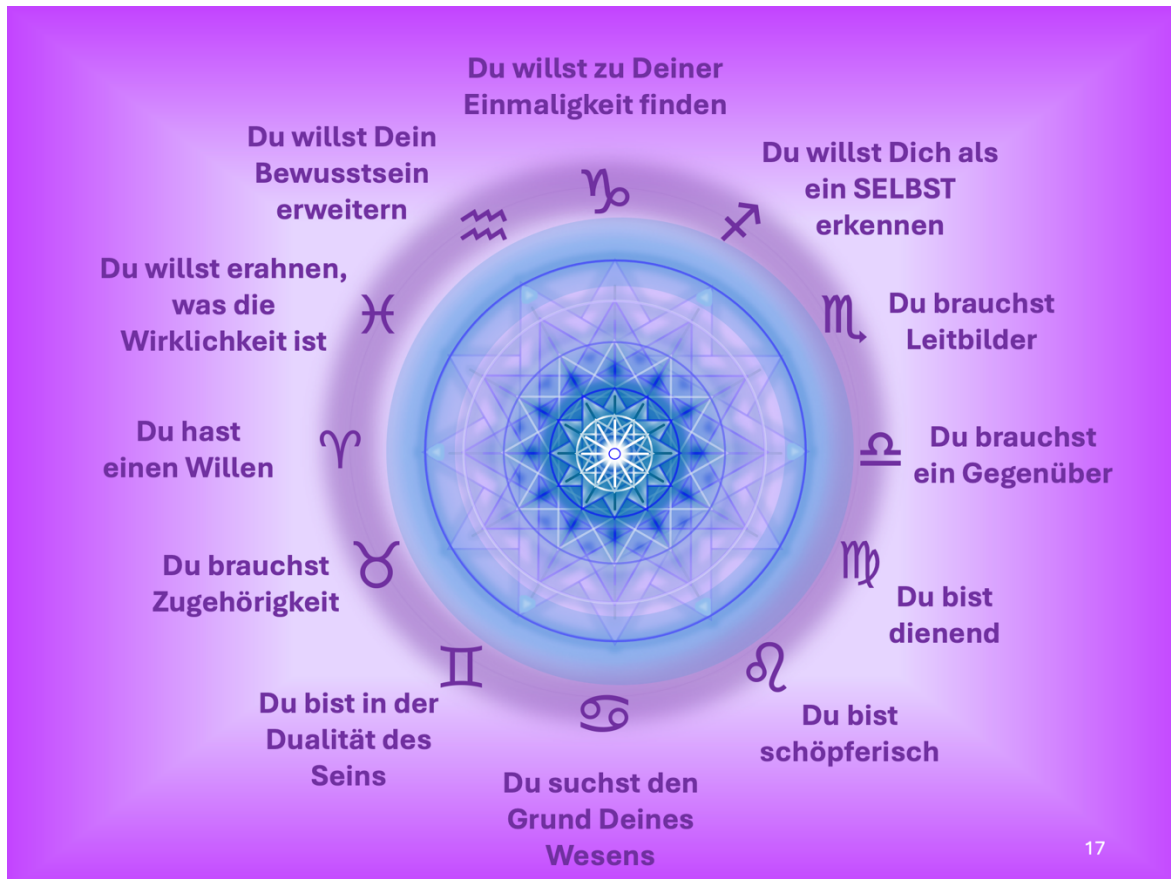 Du willst zu Deiner
Einmaligkeit finden
Du willst Dich als
ein SELBST
erkennen
Du brauchst
Leitbilder
Du brauchst
ein Gegenüber
Du bist
dienend
Du bist
schöpferisch
Du suchst den
Grund Deines
Wesens
Du bist in der
Dualität des
Seins
Du brauchst
Zugehörigkeit
Du hast
einen Willen
Du willst erahnen,
was die
Wirklichkeit ist
Du willst Dein
Bewusstsein
erweitern
♑
♐
♏
♎
♍
♌
♋
♊
♉
♈
♓
♒
17